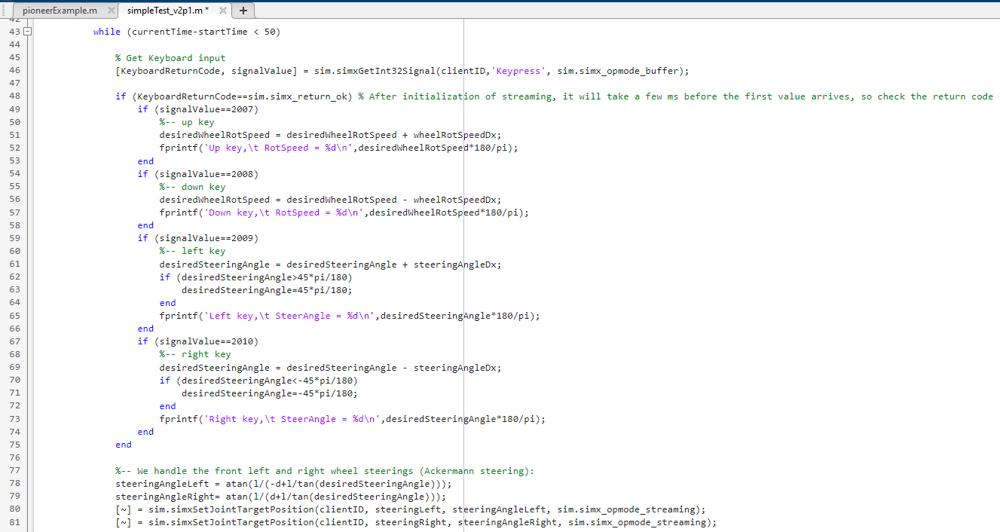 pioneerExample.m × simpleTest_v2p1.m * × +
42
43 while (currentTime-startTime < 50)
44
45 % Get Keyboard input
46 [KeyboardReturnCode, signalValue] = sim.simxGetInt32Signal(clientID,'Keypress', sim.simx_opmode_buffer);
47
48 if (KeyboardReturnCode==sim.simx_return_ok) % After initialization of streaming, it will take a few ms before the first value arrives, so check the return code
49 if (signalValue==2007)
50 %-- up key
51 desiredWheelRotSpeed = desiredWheelRotSpeed + wheelRotSpeedDx;
52 fprintf('Up key,\t RotSpeed = %d\n',desiredWheelRotSpeed*180/pi);
53 end
54 if (signalValue==2008)
55 %-- down key
56 desiredWheelRotSpeed = desiredWheelRotSpeed - wheelRotSpeedDx;
57 fprintf('Down key,\t RotSpeed = %d\n',desiredWheelRotSpeed*180/pi);
58 end
59 if (signalValue==2009)
60 %-- left key
61 desiredSteeringAngle = desiredSteeringAngle + steeringAngleDx;
62 if (desiredSteeringAngle>45*pi/180)
63 desiredSteeringAngle=45*pi/180;
64 end
65 fprintf('Left key,\t SteerAngle = %d\n',desiredSteeringAngle*180/pi);
66 end
67 if (signalValue==2010)
68 %-- right key
69 desiredSteeringAngle = desiredSteeringAngle - steeringAngleDx;
70 if (desiredSteeringAngle<-45*pi/180)
71 desiredSteeringAngle=-45*pi/180;
72 end
73 fprintf('Right key,\t SteerAngle = %d\n',desiredSteeringAngle*180/pi);
74 end
75 end
76
77 %-- We handle the front left and right wheel steerings (Ackermann steering):
78 steeringAngleLeft = atan(l/(-d+l/tan(desiredSteeringAngle)));
79 steeringAngleRight= atan(l/(d+l/tan(desiredSteeringAngle)));
80 [~] = sim.simxSetJointTargetPosition(clientID, steeringLeft, steeringAngleLeft, sim.simx_opmode_streaming);
81 [~] = sim.simxSetJointTargetPosition(clientID, steeringRight, steeringAngleRight, sim.simx_opmode_streaming);